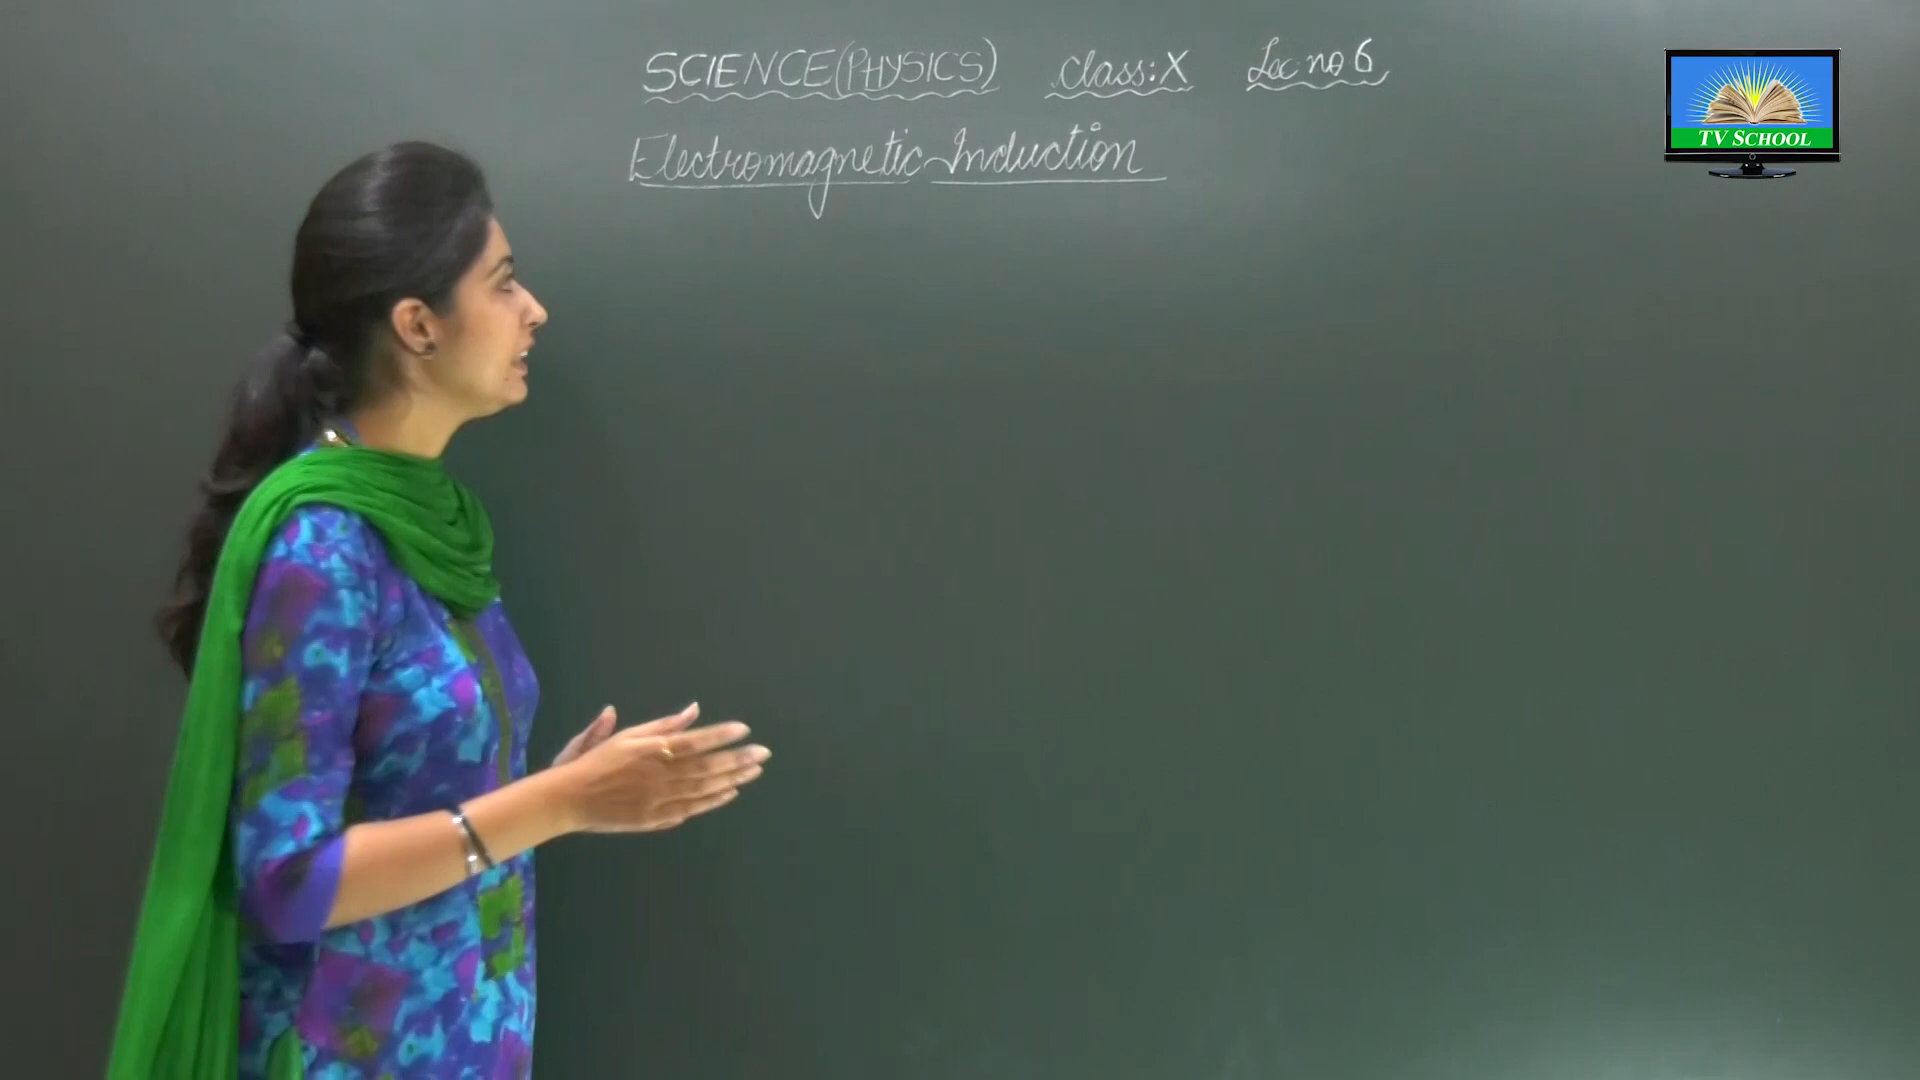 SCIENCE(PHYSICS) Class:X Lec no 6
Electromagnetic Induction
TV SCHOOL